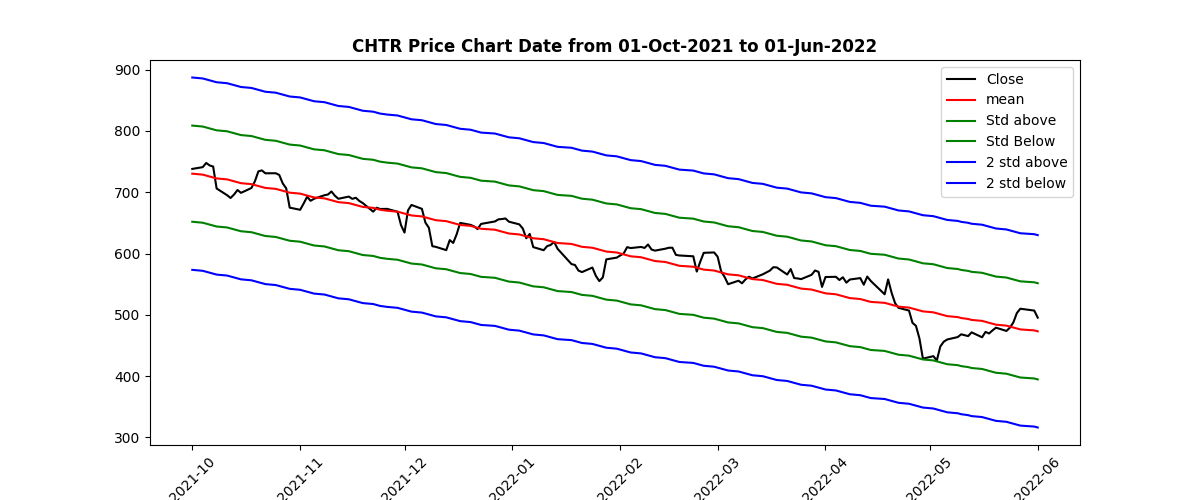 CHTR Price Chart Date from 01-Oct-2021 to 01-Jun-2022
900
800
700
600
500
400
300
Close
mean
Std above
Std Below
2 std above
2 std below
2021-10
2021-11
2021-12
2022-01
2022-02
2022-03
2022-04
2022-05
2022-06